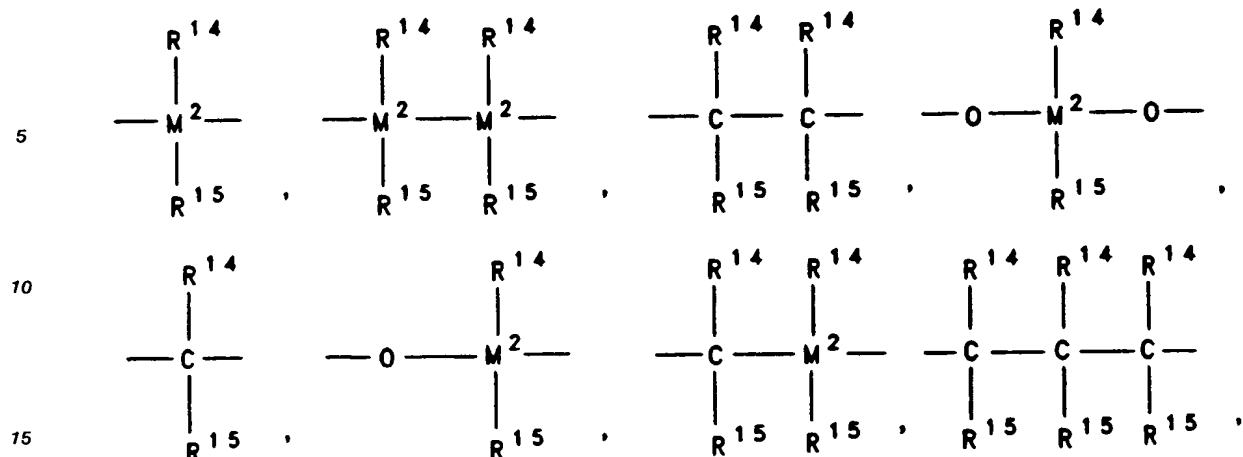 R14 R14 R14 R14 R14 R14
5 —M2— , —M2—M2— , —C—C— , —O—M2—O— ,
R15 R15 R15 R15 R15 R15
R14 R14 R14 R14 R14 R14 R14
10
—C— , —O—M2— , —C—M2— , —C—C—C— ,
15 R15 R15 R15 R15 R15 R15 R15